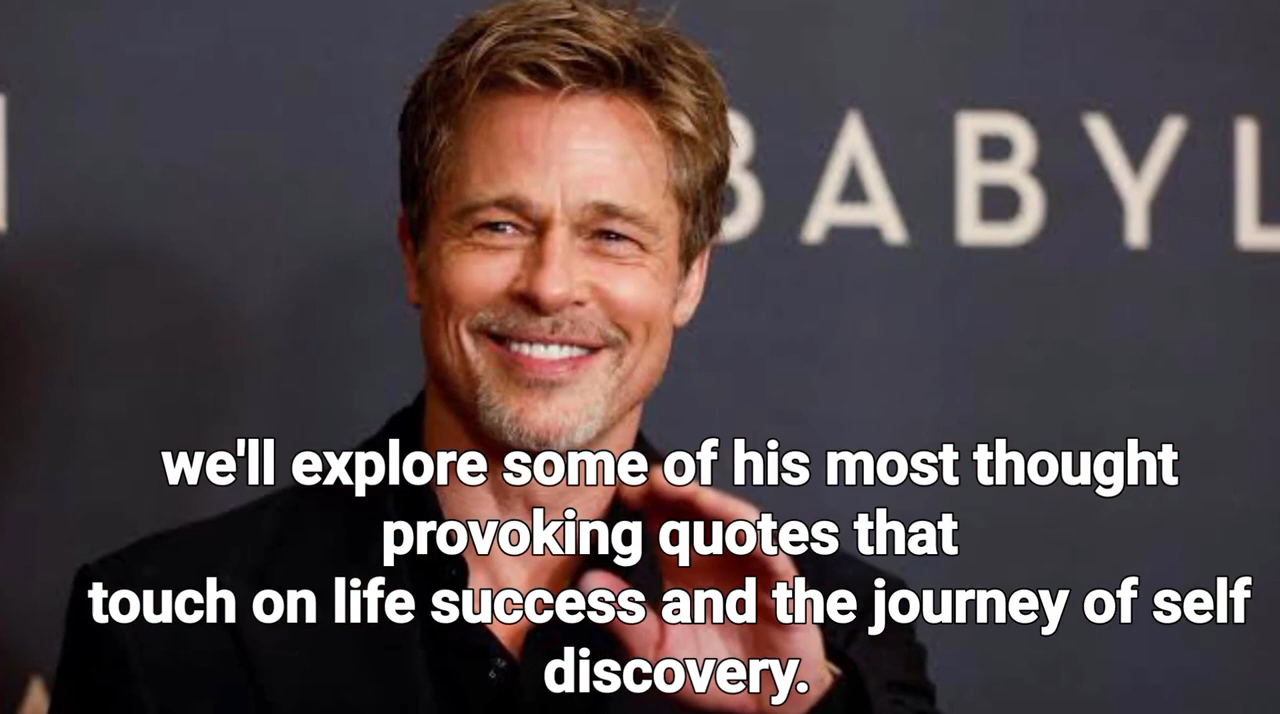 BABYL
we'll explore some of his most thought
provoking quotes that
touch on life success and the journey of self
discovery.